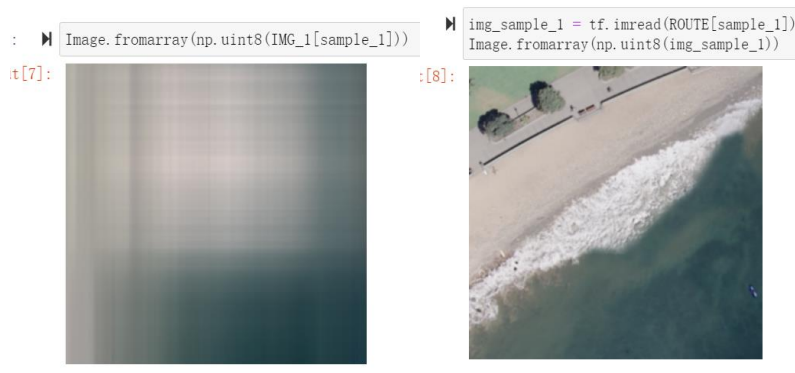 : Image.fromarray(np.uint8(IMG_1[sample_1]))
t[7]:
img_sample_1 = tf.imread(ROUTE[sample_1])
Image.fromarray(np.uint8(img_sample_1))
[8]: